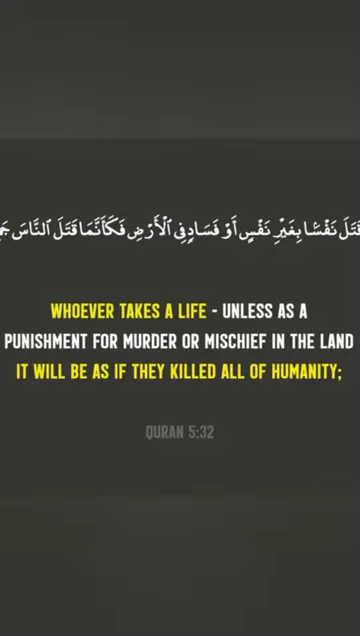 قَتَلَ نَفْسًۢا بِغَيْرِ نَفْسٍ أَوْ فَسَادٍ فِى ٱلْأَرْضِ فَكَأَنَّمَا قَتَلَ ٱلنَّاسَ
WHOEVER TAKES A LIFE - UNLESS AS A
PUNISHMENT FOR MURDER OR MISCHIEF IN THE LAND
IT WILL BE AS IF THEY KILLED ALL OF HUMANITY;
QURAN 5:32